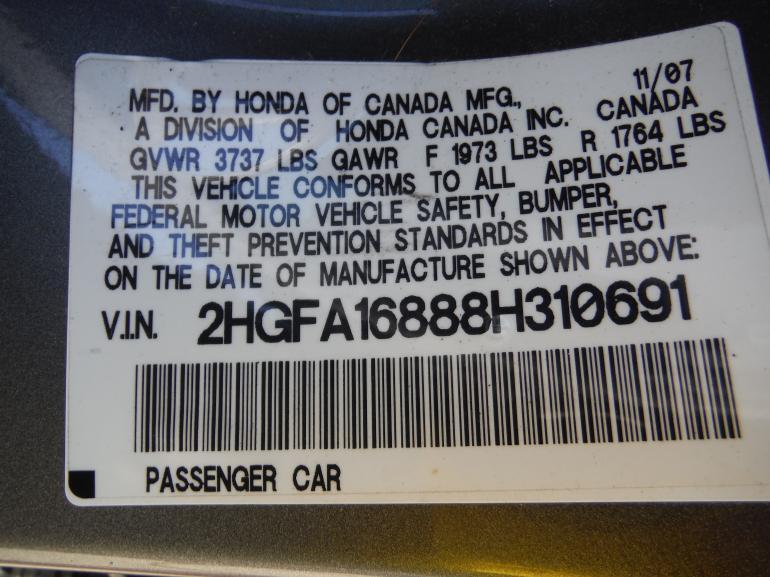 11/07
MFD. BY HONDA OF CANADA MFG.,
A DIVISION OF HONDA CANADA INC. CANADA
GVWR 3737 LBS GAWR F 1973 LBS R 1764 LBS
THIS VEHICLE CONFORMS TO ALL APPLICABLE
FEDERAL MOTOR VEHICLE SAFETY, BUMPER,
AND THEFT PREVENTION STANDARDS IN EFFECT
ON THE DATE OF MANUFACTURE SHOWN ABOVE:
V.I.N. 2HGFA16888H310691
PASSENGER CAR